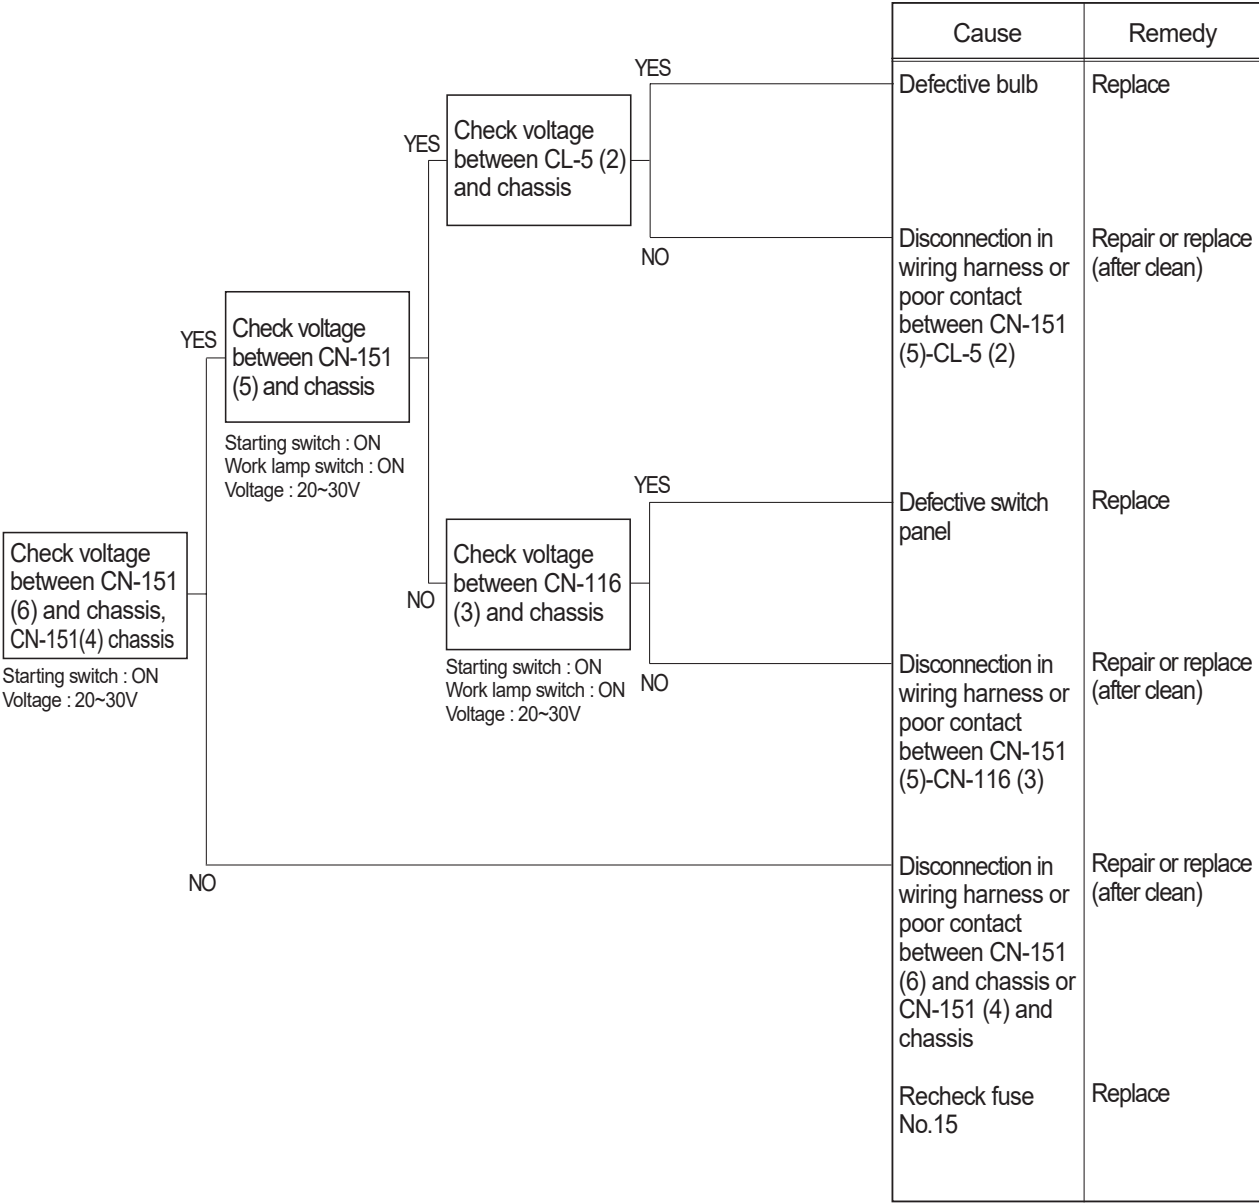 Cause
Remedy
YES
Defective bulb
Replace
Check voltage
between CL-5 (2)
and chassis
YES
NO
Disconnection in
wiring harness or
poor contact
between CN-151
(5)-CL-5 (2)
Repair or replace
(after clean)
YES
Check voltage
between CN-151
(5) and chassis
Starting switch : ON
Work lamp switch : ON
Voltage : 20~30V
YES
Defective switch
panel
Replace
Check voltage
between CN-151
(6) and chassis,
CN-151(4) chassis
Starting switch : ON
Voltage : 20~30V
NO
Check voltage
between CN-116
(3) and chassis
Starting switch : ON
Work lamp switch : ON
Voltage : 20~30V
NO
Disconnection in
wiring harness or
poor contact
between CN-151
(5)-CN-116 (3)
Repair or replace
(after clean)
NO
Disconnection in
wiring harness or
poor contact
between CN-151
(6) and chassis or
CN-151 (4) and
chassis
Repair or replace
(after clean)
Recheck fuse
No.15
Replace